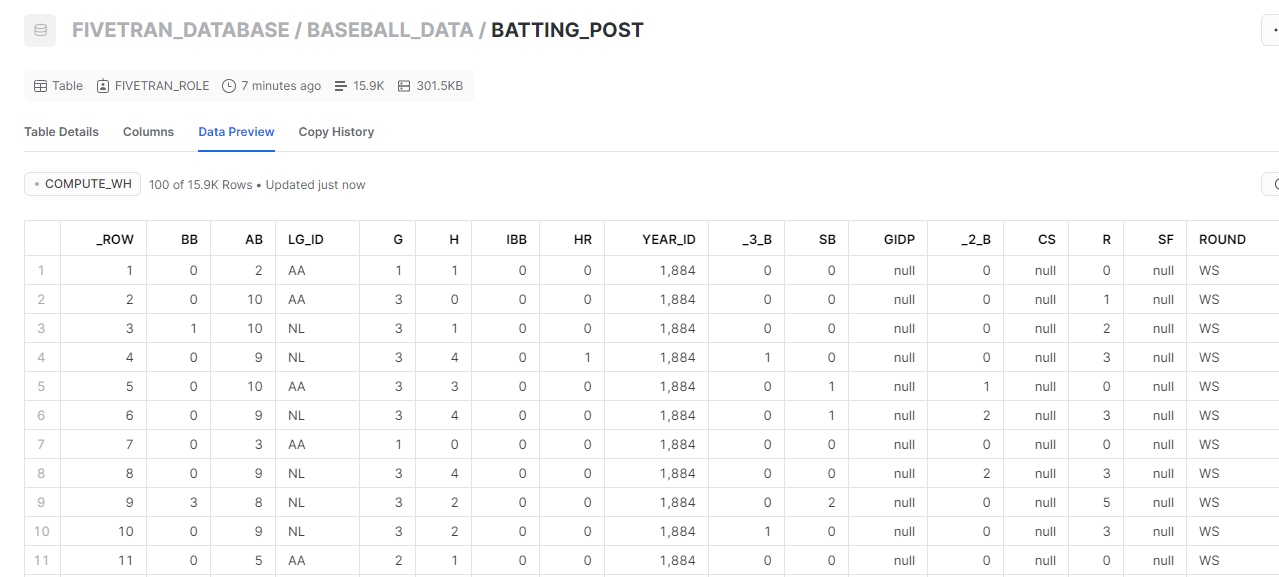 FIVETRAN_DATABASE / BASEBALL_DATA / BATTING_POST
Table FIVETRAN_ROLE 7 minutes ago 15.9K 301.5KB
Table Details Columns Data Preview Copy History
COMPUTE_WH 100 of 15.9K Rows • Updated just now
_ROW BB AB LG_ID G H IBB HR YEAR_ID _3_B SB GIDP _2_B CS R SF ROUND
1 1 0 2 AA 1 1 0 0 1,884 0 0 null 0 null 0 null WS
2 2 0 10 AA 3 0 0 0 1,884 0 0 null 0 null 1 null WS
3 3 1 10 NL 3 1 0 0 1,884 0 0 null 0 null 2 null WS
4 4 0 9 NL 3 4 0 1 1,884 1 0 null 0 null 3 null WS
5 5 0 10 AA 3 3 0 0 1,884 0 1 null 1 null 0 null WS
6 6 0 9 NL 3 4 0 0 1,884 0 1 null 2 null 3 null WS
7 7 0 3 AA 1 0 0 0 1,884 0 0 null 0 null 0 null WS
8 8 0 9 NL 3 4 0 0 1,884 0 0 null 2 null 3 null WS
9 9 3 8 NL 3 2 0 0 1,884 0 2 null 0 null 5 null WS
10 10 0 9 NL 3 2 0 0 1,884 1 0 null 0 null 3 null WS
11 11 0 5 AA 2 1 0 0 1,884 0 0 null 0 null 0 null WS